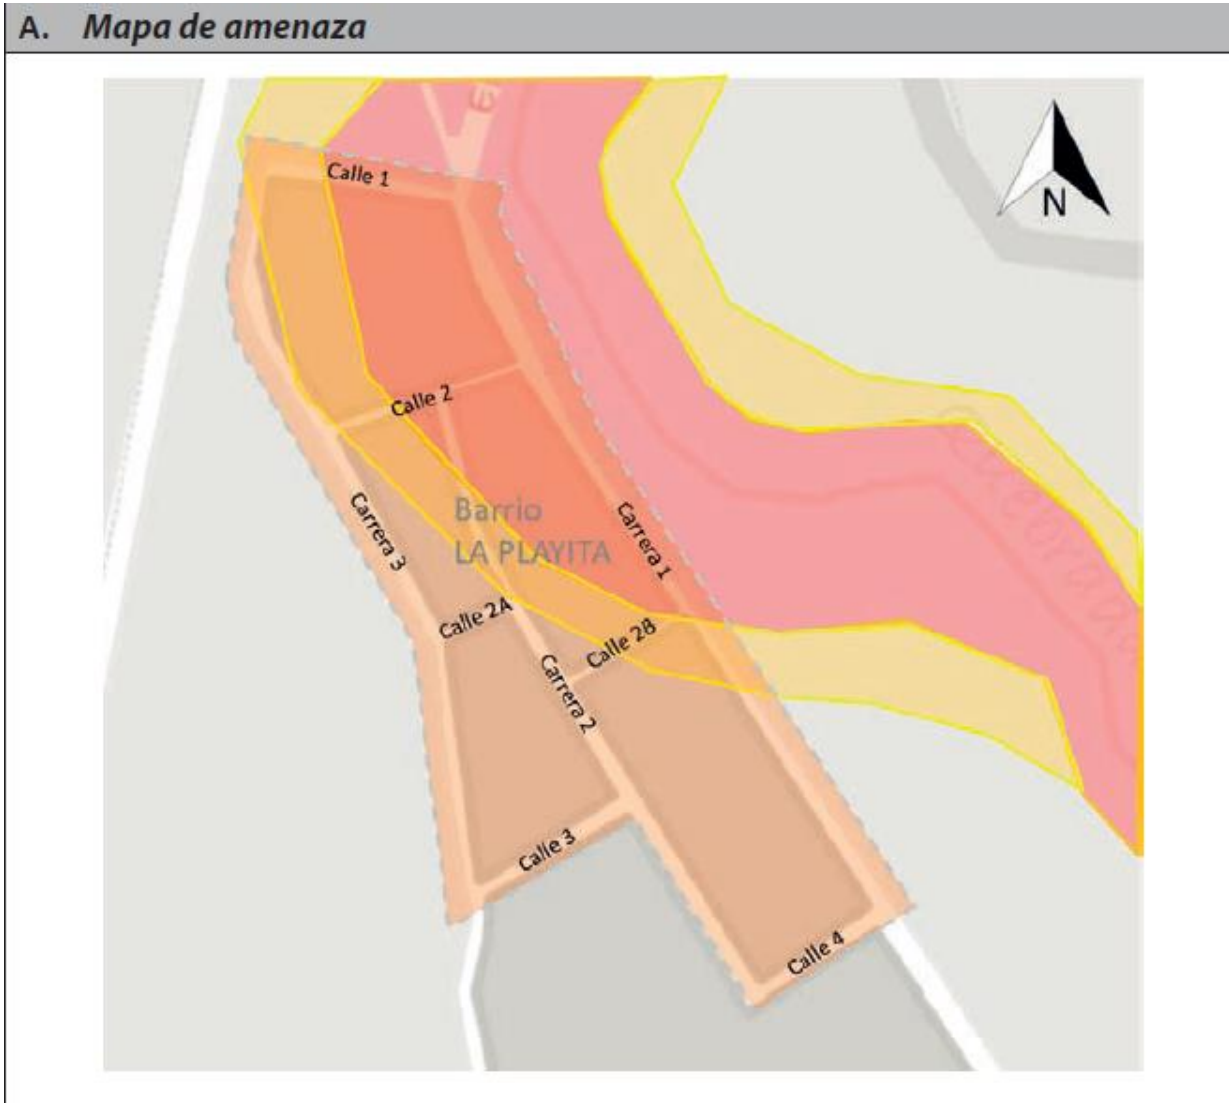 A. Mapa de amenaza
N
Calle 1
Calle 2
Carrera 3
Barrio
LA PLAYITA
Carrera 1
Calle 2A
Calle 2B
Carrera 2
Calle 3
Calle 4